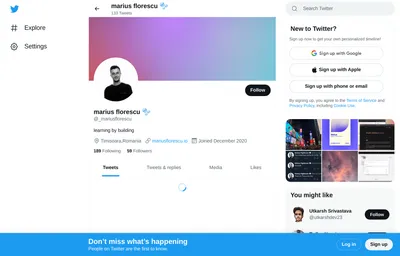 marius florescu
120 Tweets
Explore
Settings
Follow
marius florescu
@_mariusflorescu
learning by building
Timisoara,Romania mariusflorescu.io Joined December 2020
189 Following 59 Followers
Tweets Tweets & replies Media Likes
Search Twitter
New to Twitter?
Sign up now to get your own personalized timeline!
Sign up with Google
Sign up with Apple
Sign up with phone or email
By signing up, you agree to the Terms of Service and
Privacy Policy, including Cookie Use.
You might like
Utkarsh Srivastava
@utkarshdev23
Follow
Don't miss what's happening
People on Twitter are the first to know.
Log in
Sign up